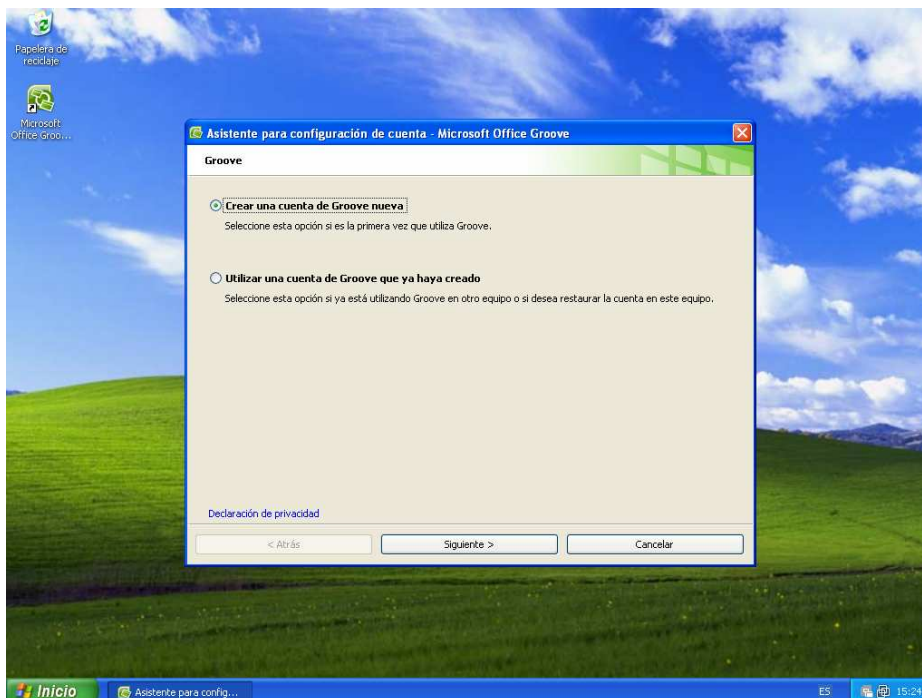 Papelera de
reciclaje
Microsoft
Office Groo...
Asistente para configuración de cuenta - Microsoft Office Groove
Groove
Crear una cuenta de Groove nueva
Seleccione esta opción si es la primera vez que utiliza Groove.
Utilizar una cuenta de Groove que ya haya creado
Seleccione esta opción si ya está utilizando Groove en otro equipo o si desea restaurar la cuenta en este equipo.
Declaración de privacidad
< Atrás
Siguiente >
Cancelar
Inicio
Asistente para config...
ES
15:24